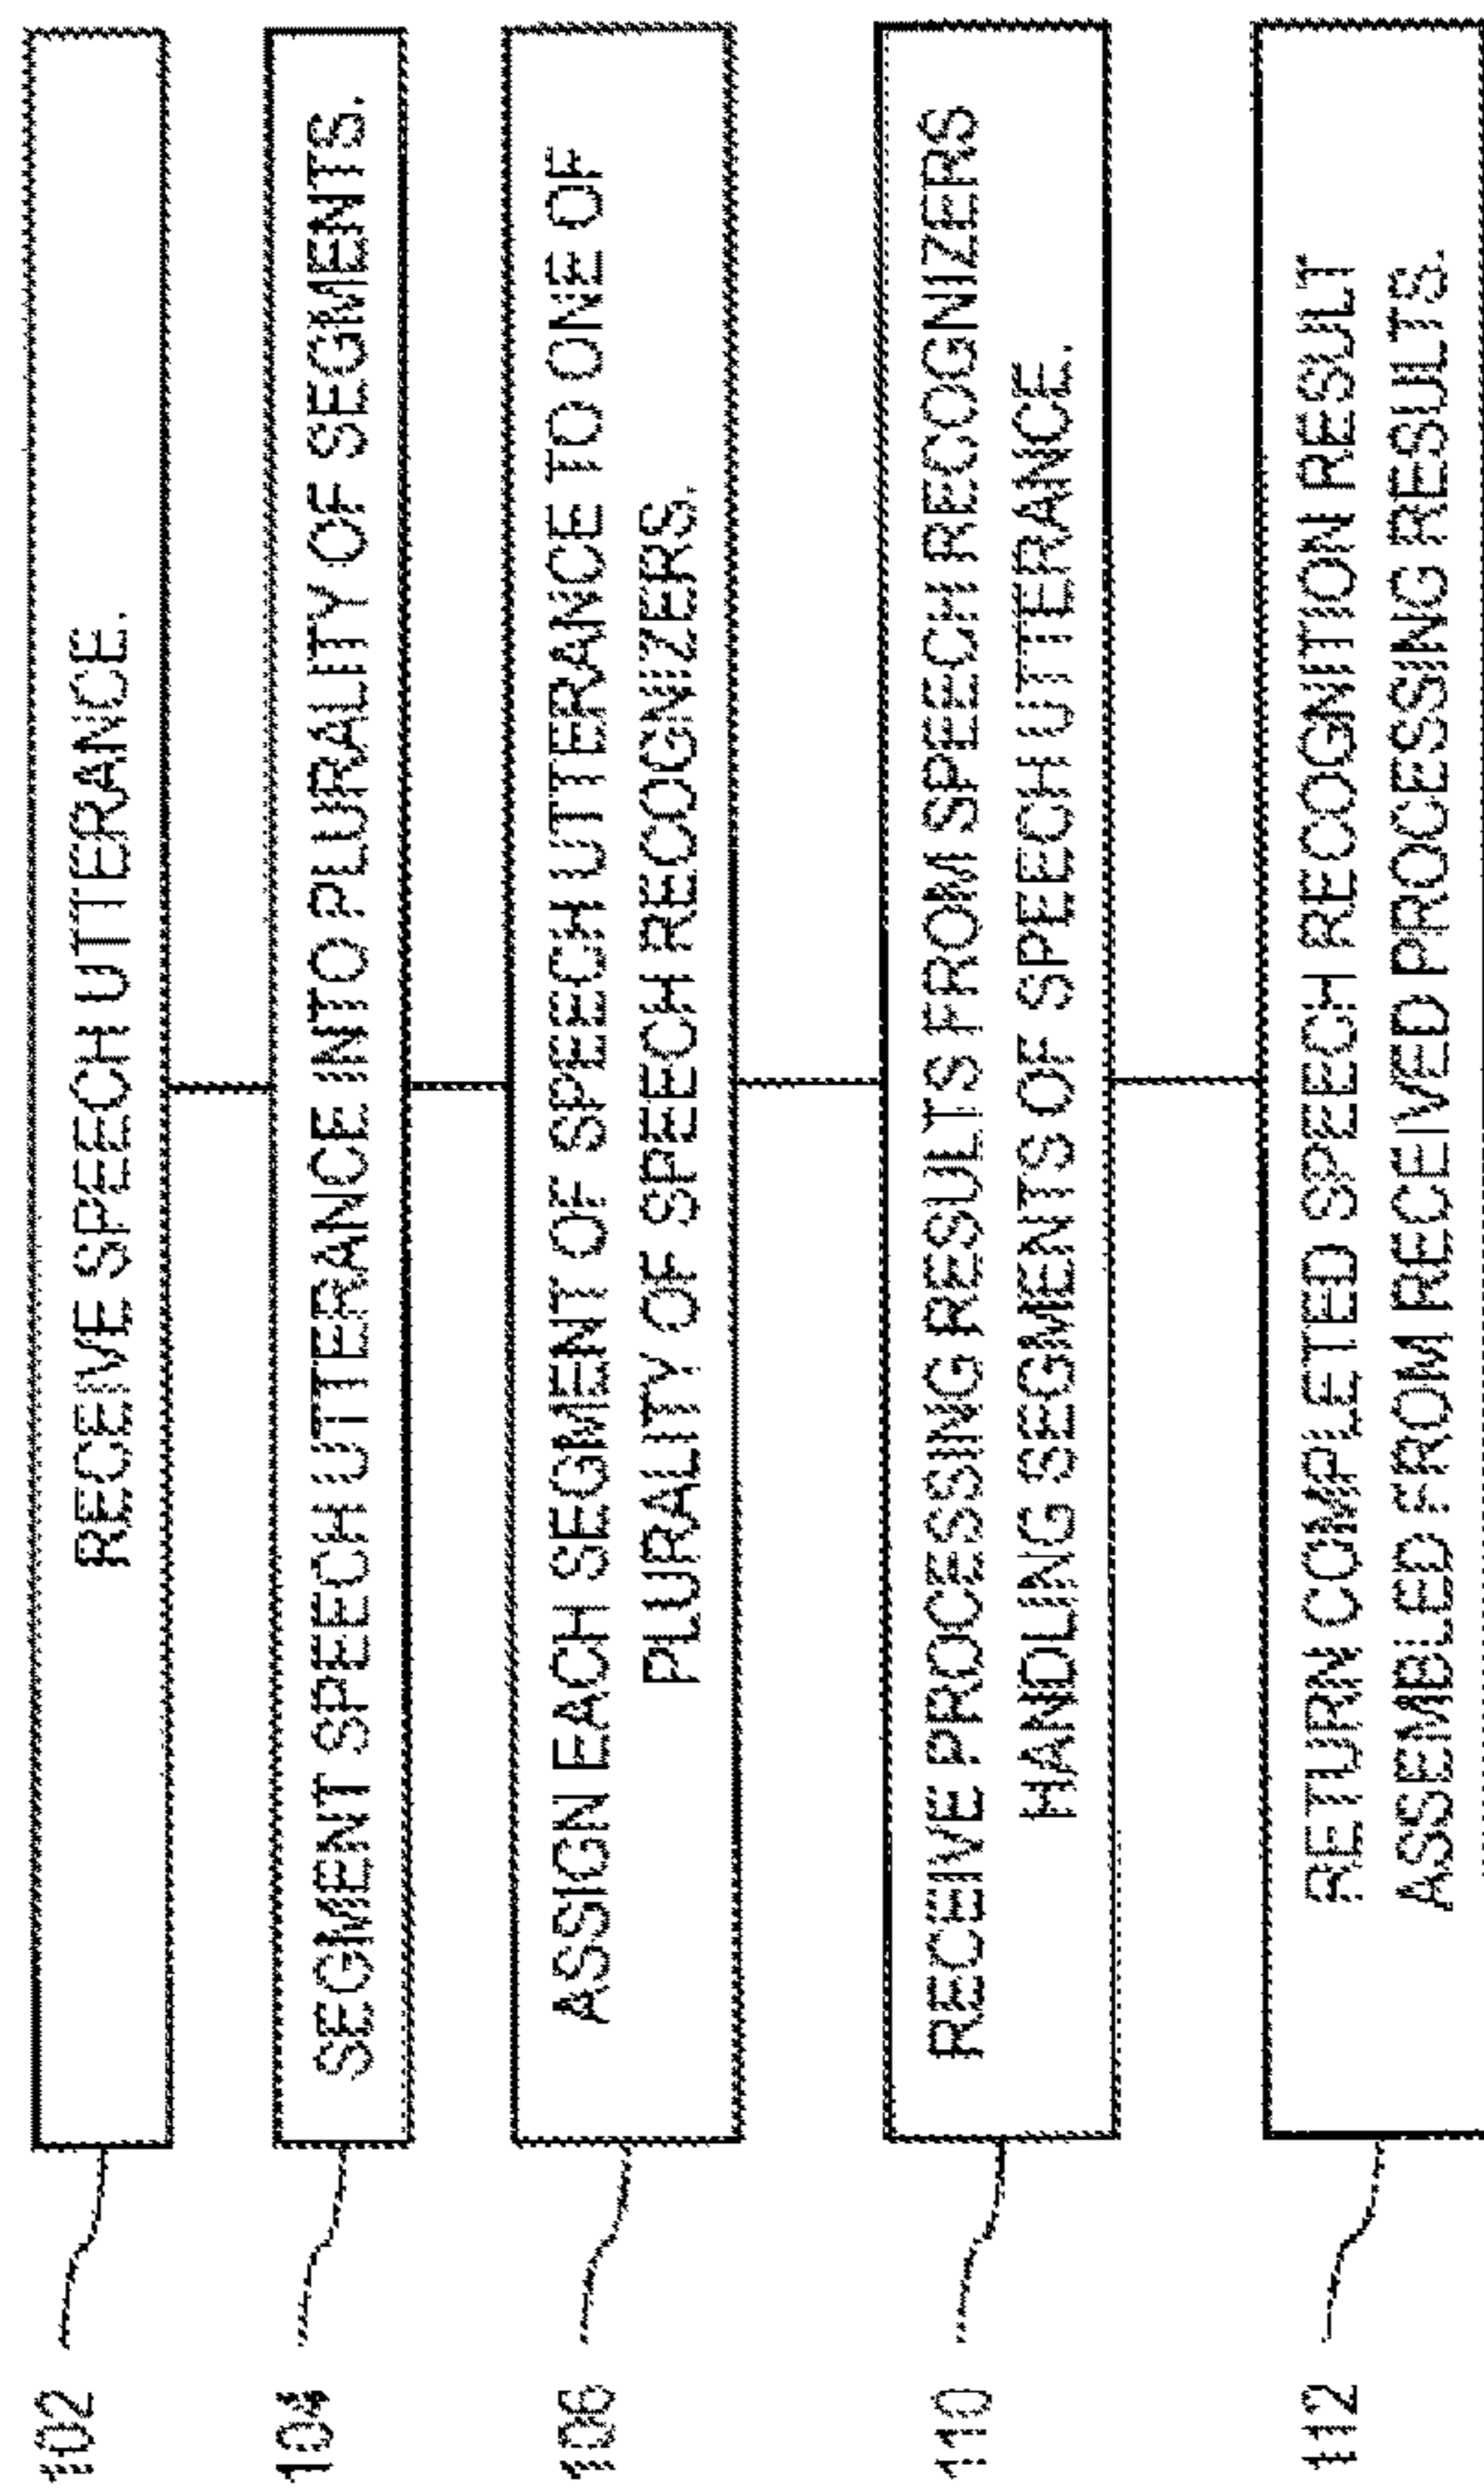 102
RECEIVE SPEECH UTTERANCE.
104
SEGMENT SPEECH UTTERANCE INTO PLURALITY OF SEGMENTS.
106
ASSIGN EACH SEGMENT OF SPEECH UTTERANCE TO ONE OF
PLURALITY OF SPEECH RECOGNIZERS.
110
RECEIVE PROCESSING RESULTS FROM SPEECH RECOGNIZERS
HANDLING SEGMENTS OF SPEECH UTTERANCE.
112
RETURN COMPLETED SPEECH RECOGNITION RESULT
ASSEMBLED FROM RECEIVED PROCESSING RESULTS.